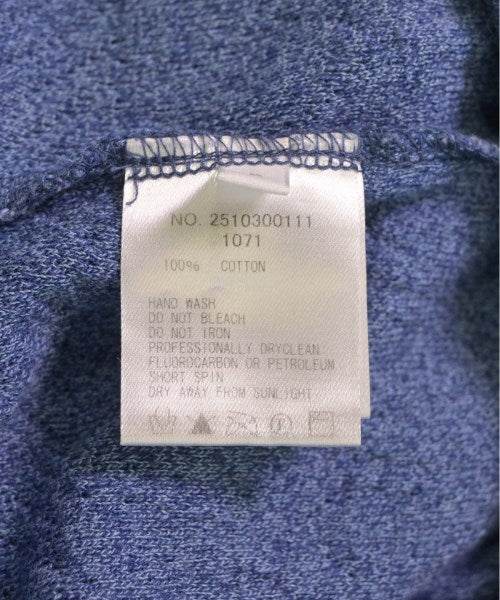 NO. 2510300111
1071
100% COTTON
HAND WASH
DO NOT BLEACH
DO NOT IRON
PROFESSIONALLY DRYCLEAN
FLUOROCARBON OR PETROLEUM
SHORT SPIN
DRY AWAY FROM SUNLIGHT